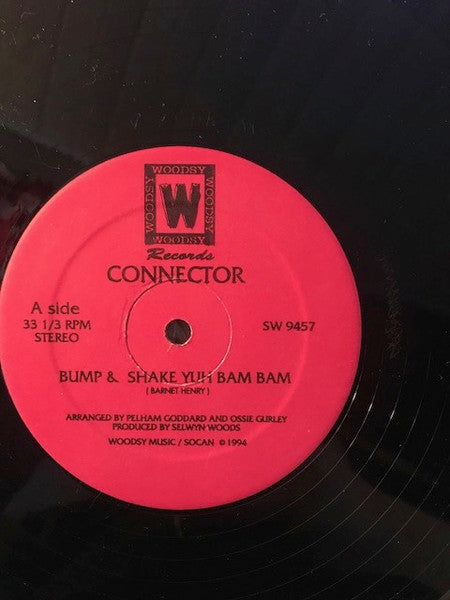 WOODSY
WOODSY
W
WOODSY
WOODSY
Records
CONNECTOR
A side
33 1/3 RPM
STEREO
SW 9457
BUMP & SHAKE YUH BAM BAM
( BARNET HENRY )
ARRANGED BY PELHAM GODDARD AND OSSIE GURLEY
PRODUCED BY SELWYN WOODS
WOODSY MUSIC / SOCAN © 1994